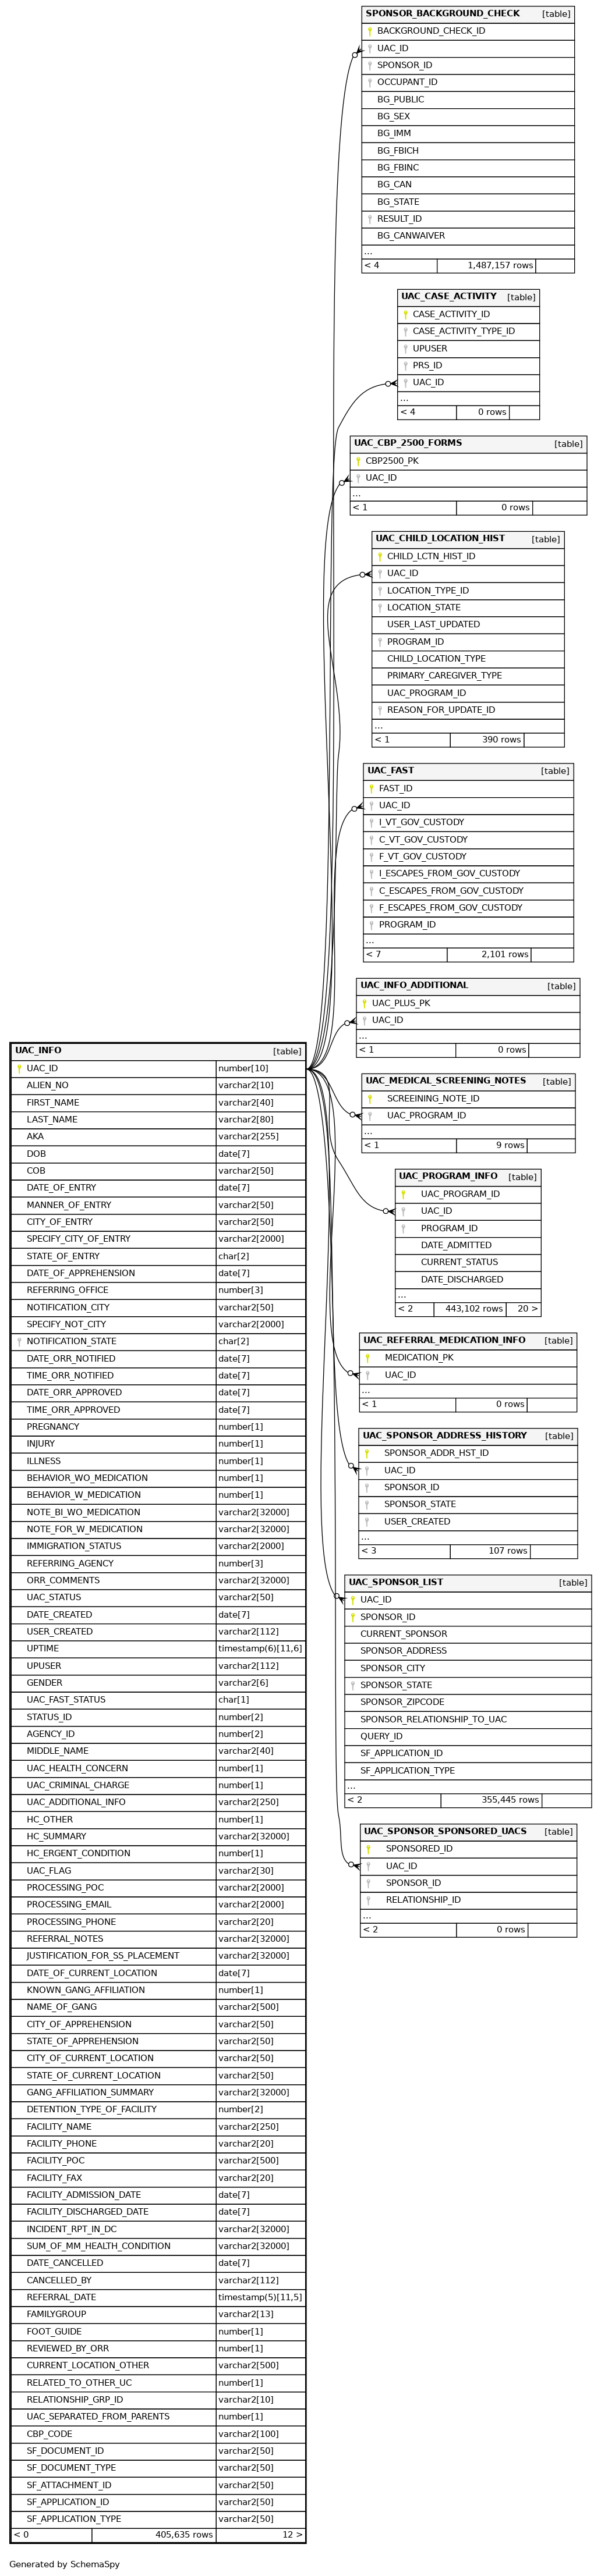 SPONSOR_BACKGROUND_CHECK [table]
BACKGROUND_CHECK_ID
UAC_ID
SPONSOR_ID
OCCUPANT_ID
BG_PUBLIC
BG_SEX
BG_IMM
BG_FBICH
BG_FBINC
BG_CAN
BG_STATE
RESULT_ID
BG_CANWAIVER
...
< 4 1,487,157 rows
UAC_CASE_ACTIVITY [table]
CASE_ACTIVITY_ID
CASE_ACTIVITY_TYPE_ID
UPUSER
PRS_ID
UAC_ID
...
< 4 0 rows
UAC_CBP_2500_FORMS [table]
CBP2500_PK
UAC_ID
...
< 1 0 rows
UAC_CHILD_LOCATION_HIST [table]
CHILD_LCTN_HIST_ID
UAC_ID
LOCATION_TYPE_ID
LOCATION_STATE
USER_LAST_UPDATED
PROGRAM_ID
CHILD_LOCATION_TYPE
PRIMARY_CAREGIVER_TYPE
UAC_PROGRAM_ID
REASON_FOR_UPDATE_ID
...
< 1 390 rows
UAC_FAST [table]
FAST_ID
UAC_ID
I_VT_GOV_CUSTODY
C_VT_GOV_CUSTODY
F_VT_GOV_CUSTODY
I_ESCAPES_FROM_GOV_CUSTODY
C_ESCAPES_FROM_GOV_CUSTODY
F_ESCAPES_FROM_GOV_CUSTODY
PROGRAM_ID
...
< 7 2,101 rows
UAC_INFO_ADDITIONAL [table]
UAC_PLUS_PK
UAC_ID
...
< 1 0 rows
UAC_MEDICAL_SCREENING_NOTES [table]
SCREEINING_NOTE_ID
UAC_PROGRAM_ID
...
< 1 9 rows
UAC_PROGRAM_INFO [table]
UAC_PROGRAM_ID
UAC_ID
PROGRAM_ID
DATE_ADMITTED
CURRENT_STATUS
DATE_DISCHARGED
...
< 2 443,102 rows 20 >
UAC_REFERRAL_MEDICATION_INFO [table]
MEDICATION_PK
UAC_ID
...
< 1 0 rows
UAC_SPONSOR_ADDRESS_HISTORY [table]
SPONSOR_ADDR_HST_ID
UAC_ID
SPONSOR_ID
SPONSOR_STATE
USER_CREATED
...
< 3 107 rows
UAC_SPONSOR_LIST [table]
UAC_ID
SPONSOR_ID
CURRENT_SPONSOR
SPONSOR_ADDRESS
SPONSOR_CITY
SPONSOR_STATE
SPONSOR_ZIPCODE
SPONSOR_RELATIONSHIP_TO_UAC
QUERY_ID
SF_APPLICATION_ID
SF_APPLICATION_TYPE
...
< 2 355,445 rows
UAC_SPONSOR_SPONSORED_UACS [table]
SPONSORED_ID
UAC_ID
SPONSOR_ID
RELATIONSHIP_ID
...
< 2 0 rows
UAC_INFO [table]
UAC_ID number[10]
ALIEN_NO varchar2[10]
FIRST_NAME varchar2[40]
LAST_NAME varchar2[80]
AKA varchar2[255]
DOB date[7]
COB varchar2[50]
DATE_OF_ENTRY date[7]
MANNER_OF_ENTRY varchar2[50]
CITY_OF_ENTRY varchar2[50]
SPECIFY_CITY_OF_ENTRY varchar2[2000]
STATE_OF_ENTRY char[2]
DATE_OF_APPREHENSION date[7]
REFERRING_OFFICE number[3]
NOTIFICATION_CITY varchar2[50]
SPECIFY_NOT_CITY varchar2[2000]
NOTIFICATION_STATE char[2]
DATE_ORR_NOTIFIED date[7]
TIME_ORR_NOTIFIED date[7]
DATE_ORR_APPROVED date[7]
TIME_ORR_APPROVED date[7]
PREGNANCY number[1]
INJURY number[1]
ILLNESS number[1]
BEHAVIOR_WO_MEDICATION number[1]
BEHAVIOR_W_MEDICATION number[1]
NOTE_BI_WO_MEDICATION varchar2[32000]
NOTE_FOR_W_MEDICATION varchar2[32000]
IMMIGRATION_STATUS varchar2[2000]
REFERRING_AGENCY number[3]
ORR_COMMENTS varchar2[32000]
UAC_STATUS varchar2[50]
DATE_CREATED date[7]
USER_CREATED varchar2[112]
UPTIME timestamp(6)[11,6]
UPUSER varchar2[112]
GENDER varchar2[6]
UAC_FAST_STATUS char[1]
STATUS_ID number[2]
AGENCY_ID number[2]
MIDDLE_NAME varchar2[40]
UAC_HEALTH_CONCERN number[1]
UAC_CRIMINAL_CHARGE number[1]
UAC_ADDITIONAL_INFO varchar2[250]
HC_OTHER number[1]
HC_SUMMARY varchar2[32000]
HC_ERGENT_CONDITION number[1]
UAC_FLAG varchar2[30]
PROCESSING_POC varchar2[2000]
PROCESSING_EMAIL varchar2[2000]
PROCESSING_PHONE varchar2[20]
REFERRAL_NOTES varchar2[32000]
JUSTIFICATION_FOR_SS_PLACEMENT varchar2[32000]
DATE_OF_CURRENT_LOCATION date[7]
KNOWN_GANG_AFFILIATION number[1]
NAME_OF_GANG varchar2[500]
CITY_OF_APPREHENSION varchar2[50]
STATE_OF_APPREHENSION varchar2[50]
CITY_OF_CURRENT_LOCATION varchar2[50]
STATE_OF_CURRENT_LOCATION varchar2[50]
GANG_AFFILIATION_SUMMARY varchar2[32000]
DETENTION_TYPE_OF_FACILITY number[2]
FACILITY_NAME varchar2[250]
FACILITY_PHONE varchar2[20]
FACILITY_POC varchar2[500]
FACILITY_FAX varchar2[20]
FACILITY_ADMISSION_DATE date[7]
FACILITY_DISCHARGED_DATE date[7]
INCIDENT_RPT_IN_DC varchar2[32000]
SUM_OF_MM_HEALTH_CONDITION varchar2[32000]
DATE_CANCELLED date[7]
CANCELLED_BY varchar2[112]
REFERRAL_DATE timestamp(5)[11,5]
FAMILYGROUP varchar2[13]
FOOT_GUIDE number[1]
REVIEWED_BY_ORR number[1]
CURRENT_LOCATION_OTHER varchar2[500]
RELATED_TO_OTHER_UC number[1]
RELATIONSHIP_GRP_ID varchar2[10]
UAC_SEPARATED_FROM_PARENTS number[1]
CBP_CODE varchar2[100]
SF_DOCUMENT_ID varchar2[50]
SF_DOCUMENT_TYPE varchar2[50]
SF_ATTACHMENT_ID varchar2[50]
SF_APPLICATION_ID varchar2[50]
SF_APPLICATION_TYPE varchar2[50]
< 0 405,635 rows 12 >
Generated by SchemaSpy